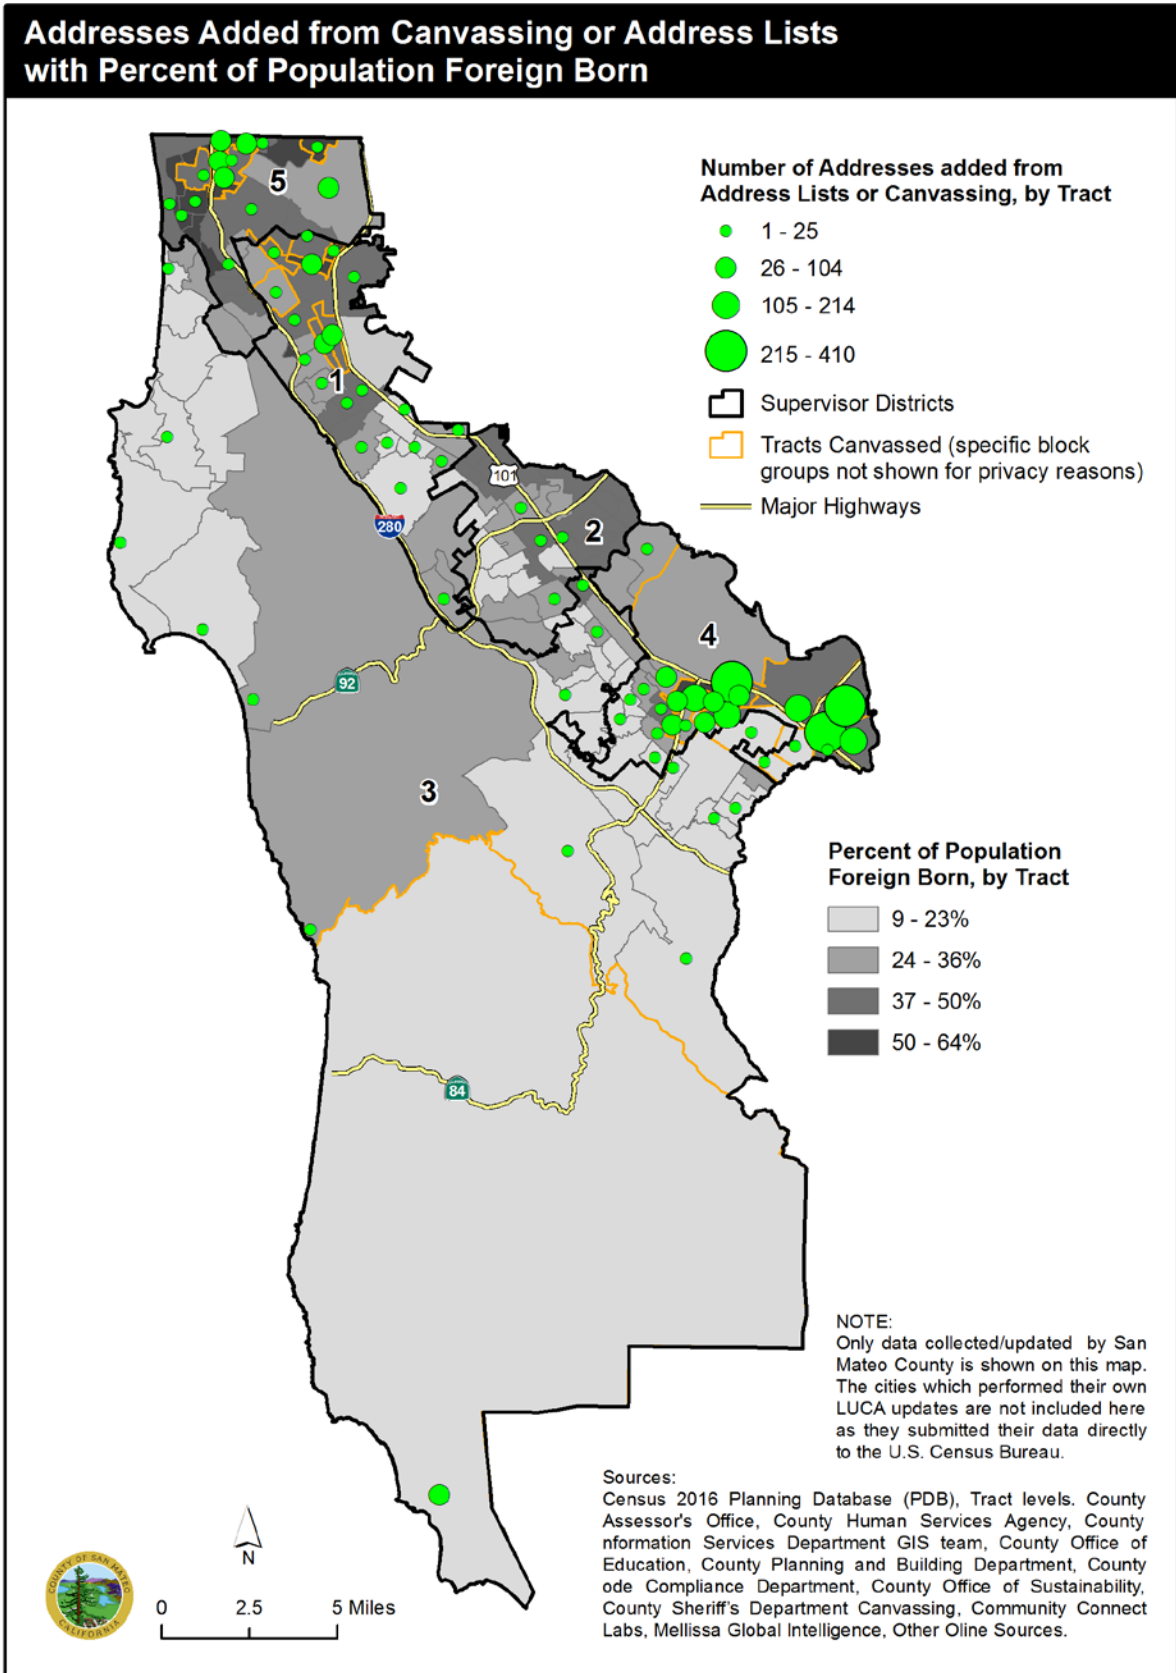 Addresses Added from Canvassing or Address Lists
with Percent of Population Foreign Born
Number of Addresses added from
Address Lists or Canvassing, by Tract
1 - 25
26 - 104
105 - 214
215 - 410
Supervisor Districts
Tracts Canvassed (specific block
groups not shown for privacy reasons)
Major Highways
5
1
101
280
2
4
92
3
84
Percent of Population
Foreign Born, by Tract
9 - 23%
24 - 36%
37 - 50%
50 - 64%
NOTE:
Only data collected/updated by San
Mateo County is shown on this map.
The cities which performed their own
LUCA updates are not included here
as they submitted their data directly
to the U.S. Census Bureau.
Sources:
Census 2016 Planning Database (PDB), Tract levels. County
Assessor's Office, County Human Services Agency, County
nformation Services Department GIS team, County Office of
Education, County Planning and Building Department, County
ode Compliance Department, County Office of Sustainability,
County Sheriff's Department Canvassing, Community Connect
Labs, Mellissa Global Intelligence, Other Oline Sources.
N
COUNTY OF SAN MATEO
CALIFORNIA
0 2.5 5 Miles